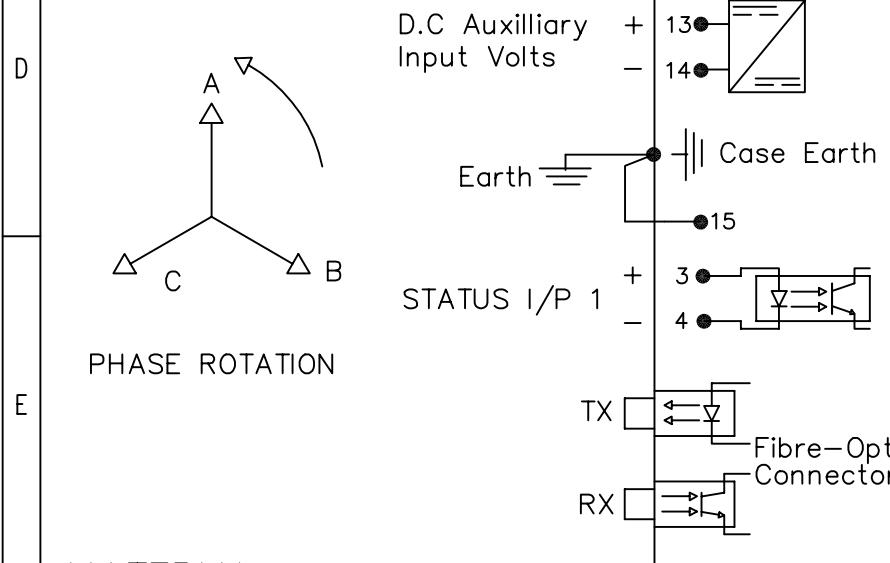 D
A
B
C
PHASE ROTATION
E
D.C Auxilliary
Input Volts
+ 13
− 14
Earth
Case Earth
15
STATUS I/P 1
+ 3
− 4
TX
Fibre−Opt
Connector
RX